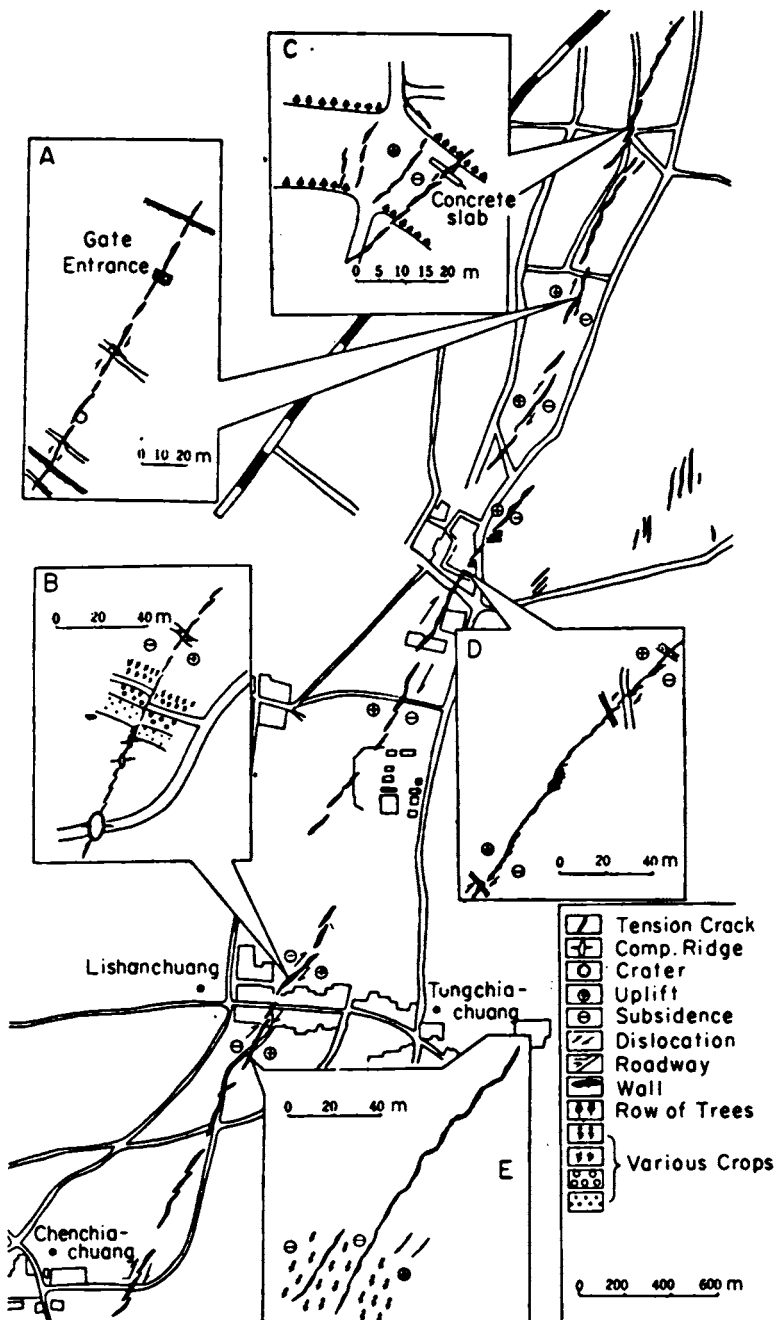 C
Concrete
slab
0 5 10 15 20 m
A
Gate
Entrance
0 10 20 m
B
0 20 40 m
D
0 20 40 m
Lishanchuang
Tungchia-
chuang
Tension Crack
Comp. Ridge
Crater
Uplift
Subsidence
Dislocation
Roadway
Wall
Row of Trees
Various Crops
0 20 40 m
E
Chenchia-
chuang
0 200 400 600 m